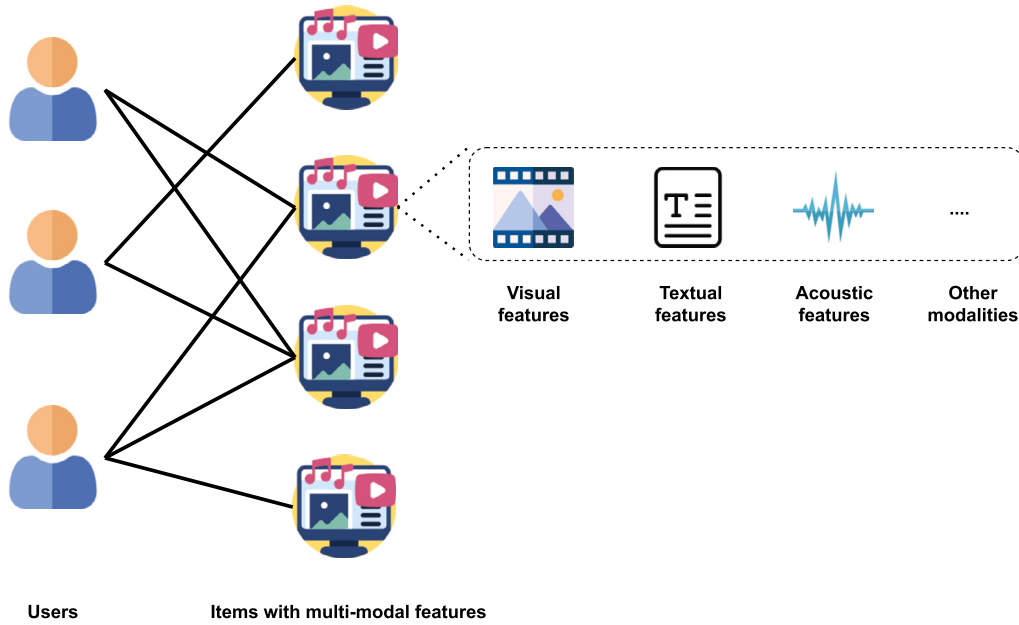 T
....
Visual
features
Textual
features
Acoustic
features
Other
modalities
Users
Items with multi-modal features